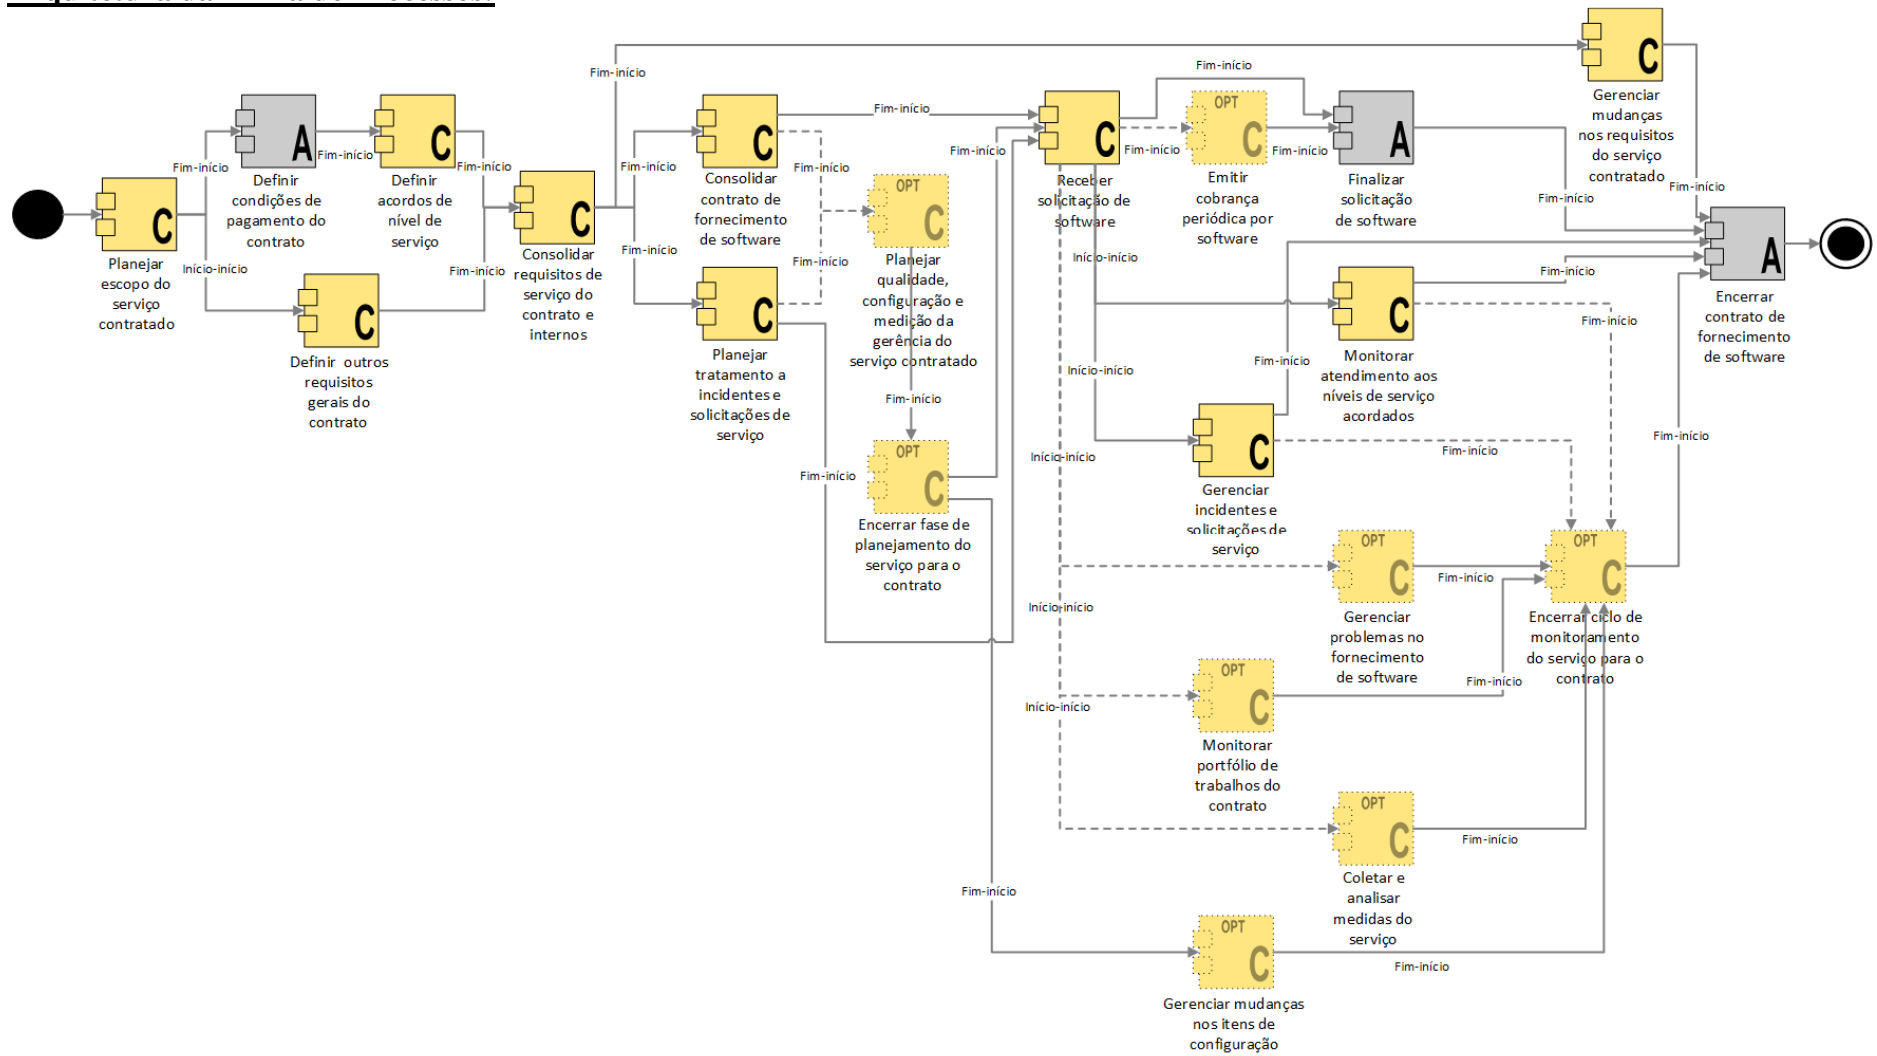 Fim-início
C
Gerenciar
mudanças
nos requisitos
do serviço
contratado
Fim-início
Planejar
escopo do
serviço
contratado
C
Fim-início
Início-início
A
Definir
condições de
pagamento do
contrato
Fim-início
C
Definir
acordos de
nível de
serviço
Fim-início
C
Definir outros
requisitos
gerais do
contrato
Fim-início
C
Consolidar
requisitos de
serviço do
contrato e
internos
Fim-início
Fim-início
C
Consolidar
contrato de
fornecimento
de software
Fim-início
Fim-início
C
Planejar
tratamento a
incidentes e
solicitações de
serviço
Fim-início
Fim-início
OPT
C
Planejar
qualidade,
configuração e
medição da
gerência do
serviço contratado
Fim-início
OPT
C
Encerrar fase de
planejamento do
serviço para o
contrato
Fim-início
Fim-início
C
Receber
solicitação de
software
Fim-início
Fim-início
OPT
C
Emitir
cobrança
periódica por
software
Fim-início
A
Finalizar
solicitação
de software
Fim-início
Início-início
Início-início
Início-início
Início-início
Início-início
C
Monitorar
atendimento aos
níveis de serviço
acordados
Fim-início
Fim-início
C
Gerenciar
incidentes e
solicitações de
serviço
Fim-início
Fim-início
OPT
C
Gerenciar
problemas no
fornecimento
de software
Fim-início
OPT
C
Monitorar
portfólio de
trabalhos do
contrato
Fim-início
OPT
C
Coletar e
analisar
medidas do
serviço
Fim-início
OPT
C
Gerenciar mudanças
nos itens de
configuração
Fim-início
OPT
C
Encerrar ciclo de
monitoramento
do serviço para o
contrato
Fim-início
A
Encerrar
contrato de
fornecimento
de software